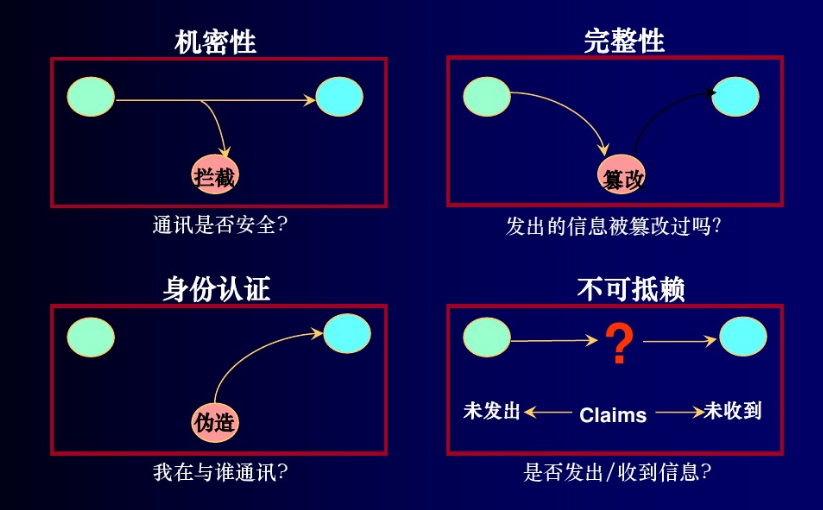 机密性
拦截
通讯是否安全?
完整性
篡改
发出的信息被篡改过吗?
身份认证
伪造
我在与谁通讯?
不可抵赖
?
未发出 Claims 未收到
是否发出/收到信息?